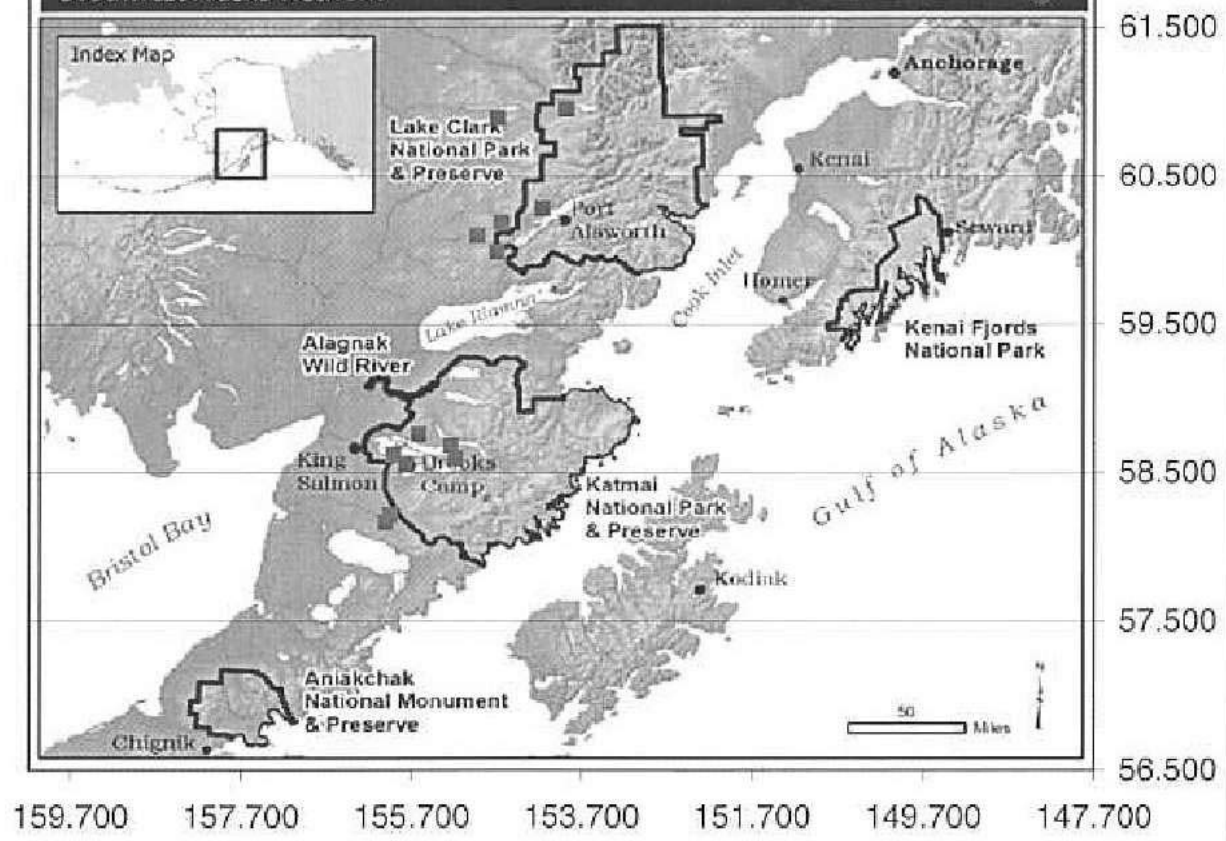 Index Map
61.500
Anchorage
Lake Clark
National Park
& Preserve
Kenai
60.500
Port
Alsworth
Seward
Cook Inlet
Homer
Lake Iliamna
59.500
Kenai Fjords
National Park
Alagnak
Wild River
King
Salmon
Brooks
Camp
58.500
Katmai
National Park
& Preserve
Gulf of Alaska
Bristol Bay
Kodiak
57.500
Aniakchak
National Monument
& Preserve
N
50
Miles
Chignik
56.500
159.700
157.700
155.700
153.700
151.700
149.700
147.700